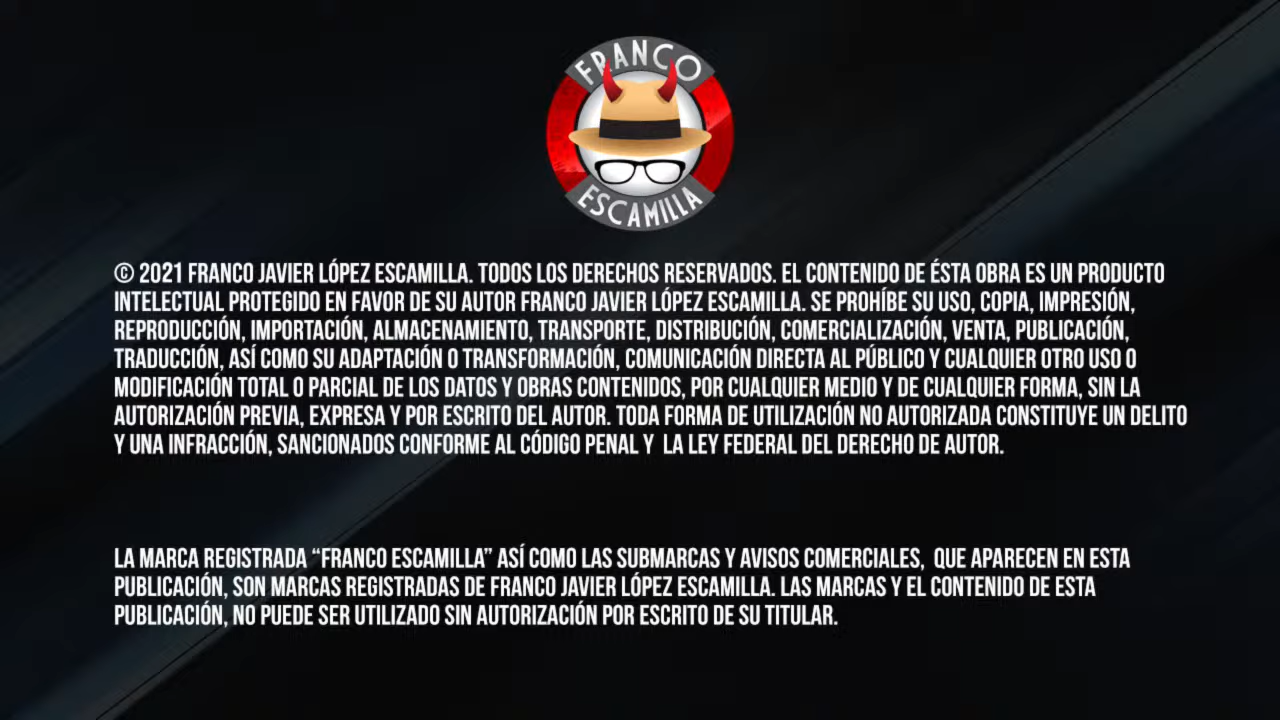 FRANCO
ESCAMILLA
© 2021 FRANCO JAVIER LÓPEZ ESCAMILLA. TODOS LOS DERECHOS RESERVADOS. EL CONTENIDO DE ÉSTA OBRA ES UN PRODUCTO
INTELECTUAL PROTEGIDO EN FAVOR DE SU AUTOR FRANCO JAVIER LÓPEZ ESCAMILLA. SE PROHÍBE SU USO, COPIA, IMPRESIÓN,
REPRODUCCIÓN, IMPORTACIÓN, ALMACENAMIENTO, TRANSPORTE, DISTRIBUCIÓN, COMERCIALIZACIÓN, VENTA, PUBLICACIÓN,
TRADUCCIÓN, ASÍ COMO SU ADAPTACIÓN O TRANSFORMACIÓN, COMUNICACIÓN DIRECTA AL PÚBLICO Y CUALQUIER OTRO USO O
MODIFICACIÓN TOTAL O PARCIAL DE LOS DATOS Y OBRAS CONTENIDOS, POR CUALQUIER MEDIO Y DE CUALQUIER FORMA, SIN LA
AUTORIZACIÓN PREVIA, EXPRESA Y POR ESCRITO DEL AUTOR. TODA FORMA DE UTILIZACIÓN NO AUTORIZADA CONSTITUYE UN DELITO
Y UNA INFRACCIÓN, SANCIONADOS CONFORME AL CÓDIGO PENAL Y LA LEY FEDERAL DEL DERECHO DE AUTOR.
LA MARCA REGISTRADA “FRANCO ESCAMILLA” ASÍ COMO LAS SUBMARCAS Y AVISOS COMERCIALES, QUE APARECEN EN ESTA
PUBLICACIÓN, SON MARCAS REGISTRADAS DE FRANCO JAVIER LÓPEZ ESCAMILLA. LAS MARCAS Y EL CONTENIDO DE ESTA
PUBLICACIÓN, NO PUEDE SER UTILIZADO SIN AUTORIZACIÓN POR ESCRITO DE SU TITULAR.